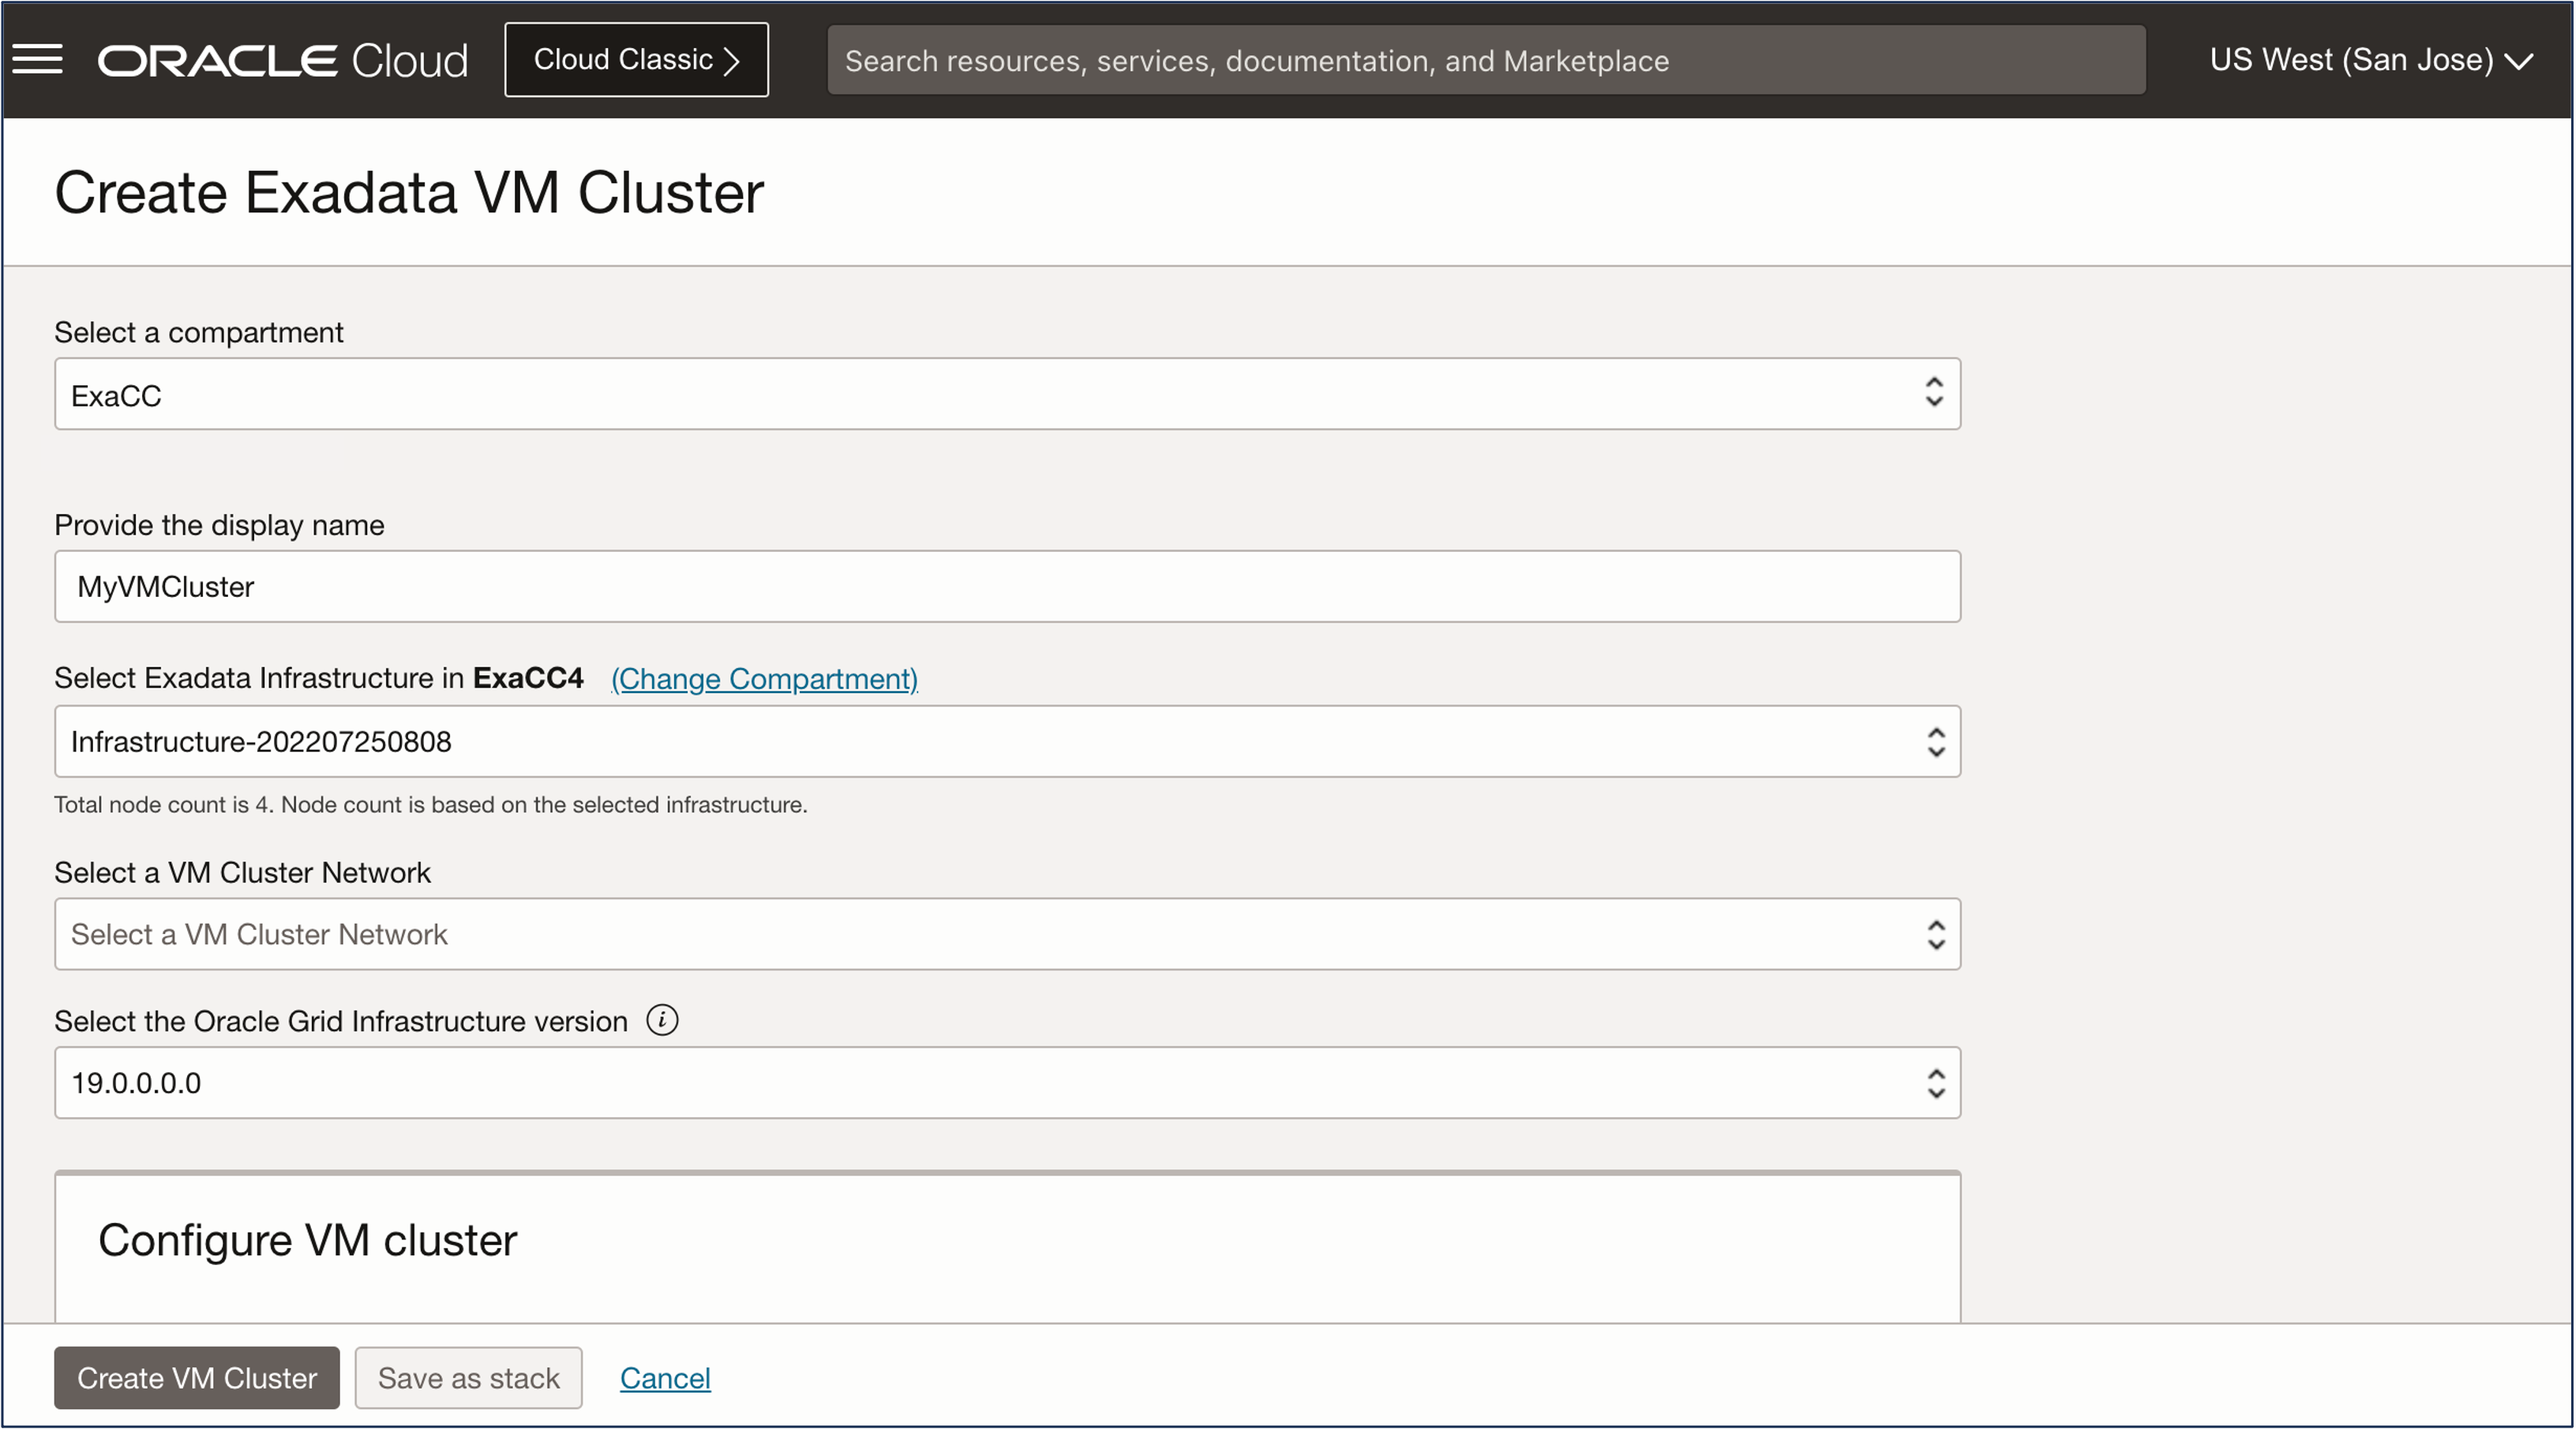 ORACLE Cloud
Cloud Classic
Search resources, services, documentation, and Marketplace
US West (San Jose)
Create Exadata VM Cluster
Select a compartment
ExaCC
Provide the display name
MyVMCluster
Select Exadata Infrastructure in ExaCC4 (Change Compartment)
Infrastructure-202207250808
Total node count is 4. Node count is based on the selected infrastructure.
Select a VM Cluster Network
Select a VM Cluster Network
Select the Oracle Grid Infrastructure version
19.0.0.0.0
Configure VM cluster
Create VM Cluster
Save as stack
Cancel